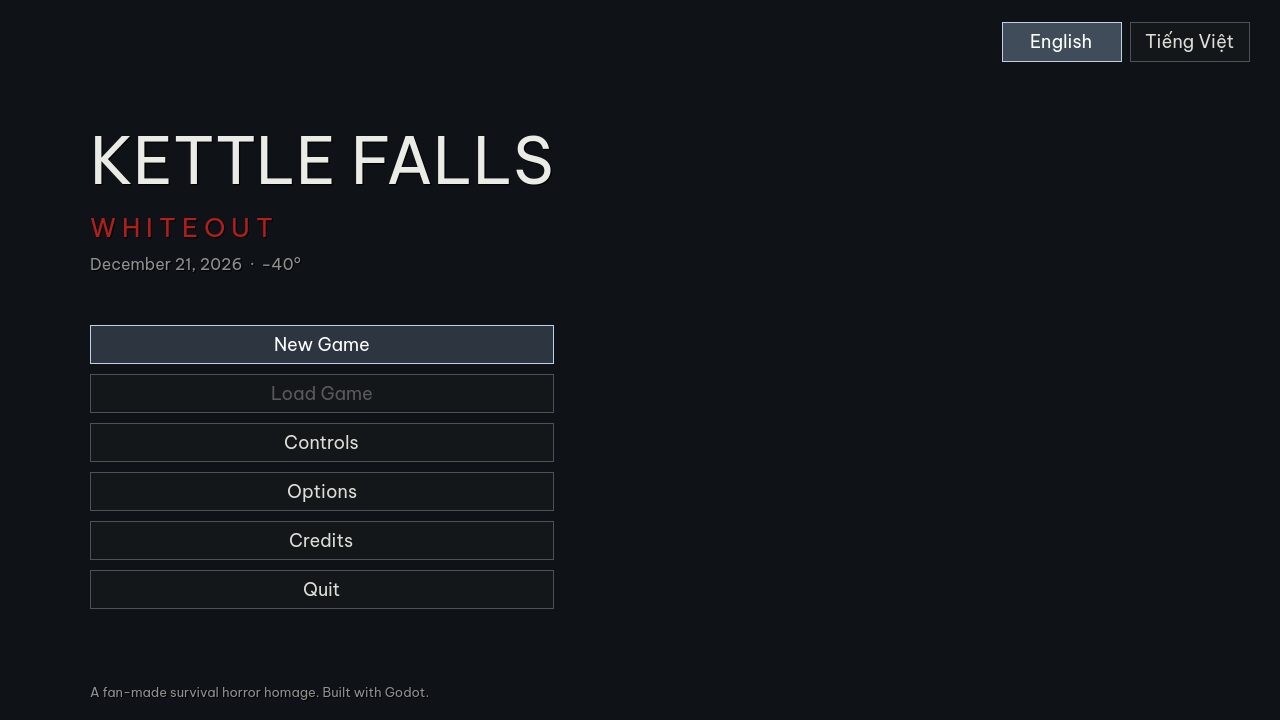 English
Tiếng Việt
KETTLE FALLS
WHITEOUT
December 21, 2026 · -40°
New Game
Load Game
Controls
Options
Credits
Quit
A fan-made survival horror homage. Built with Godot.